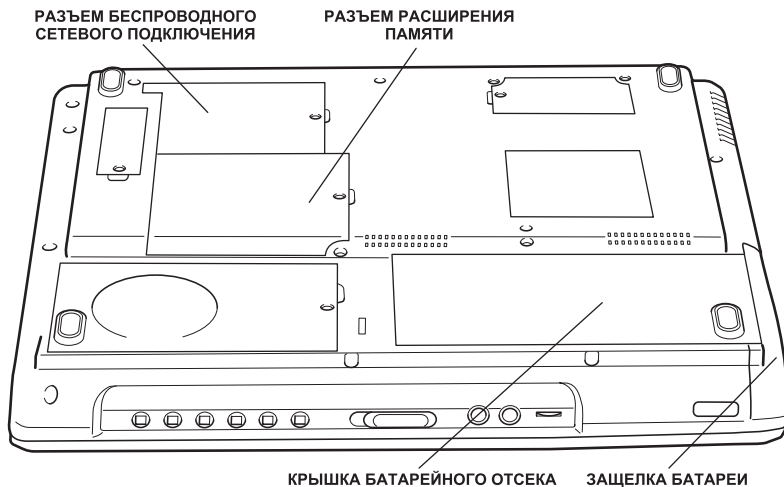 РАЗЪЕМ БЕСПРОВОДНОГО
СЕТЕВОГО ПОДКЛЮЧЕНИЯ
РАЗЪЕМ РАСШИРЕНИЯ
ПАМЯТИ
КРЫШКА БАТАРЕЙНОГО ОТСЕКА
ЗАЩЕЛКА БАТАРЕИ